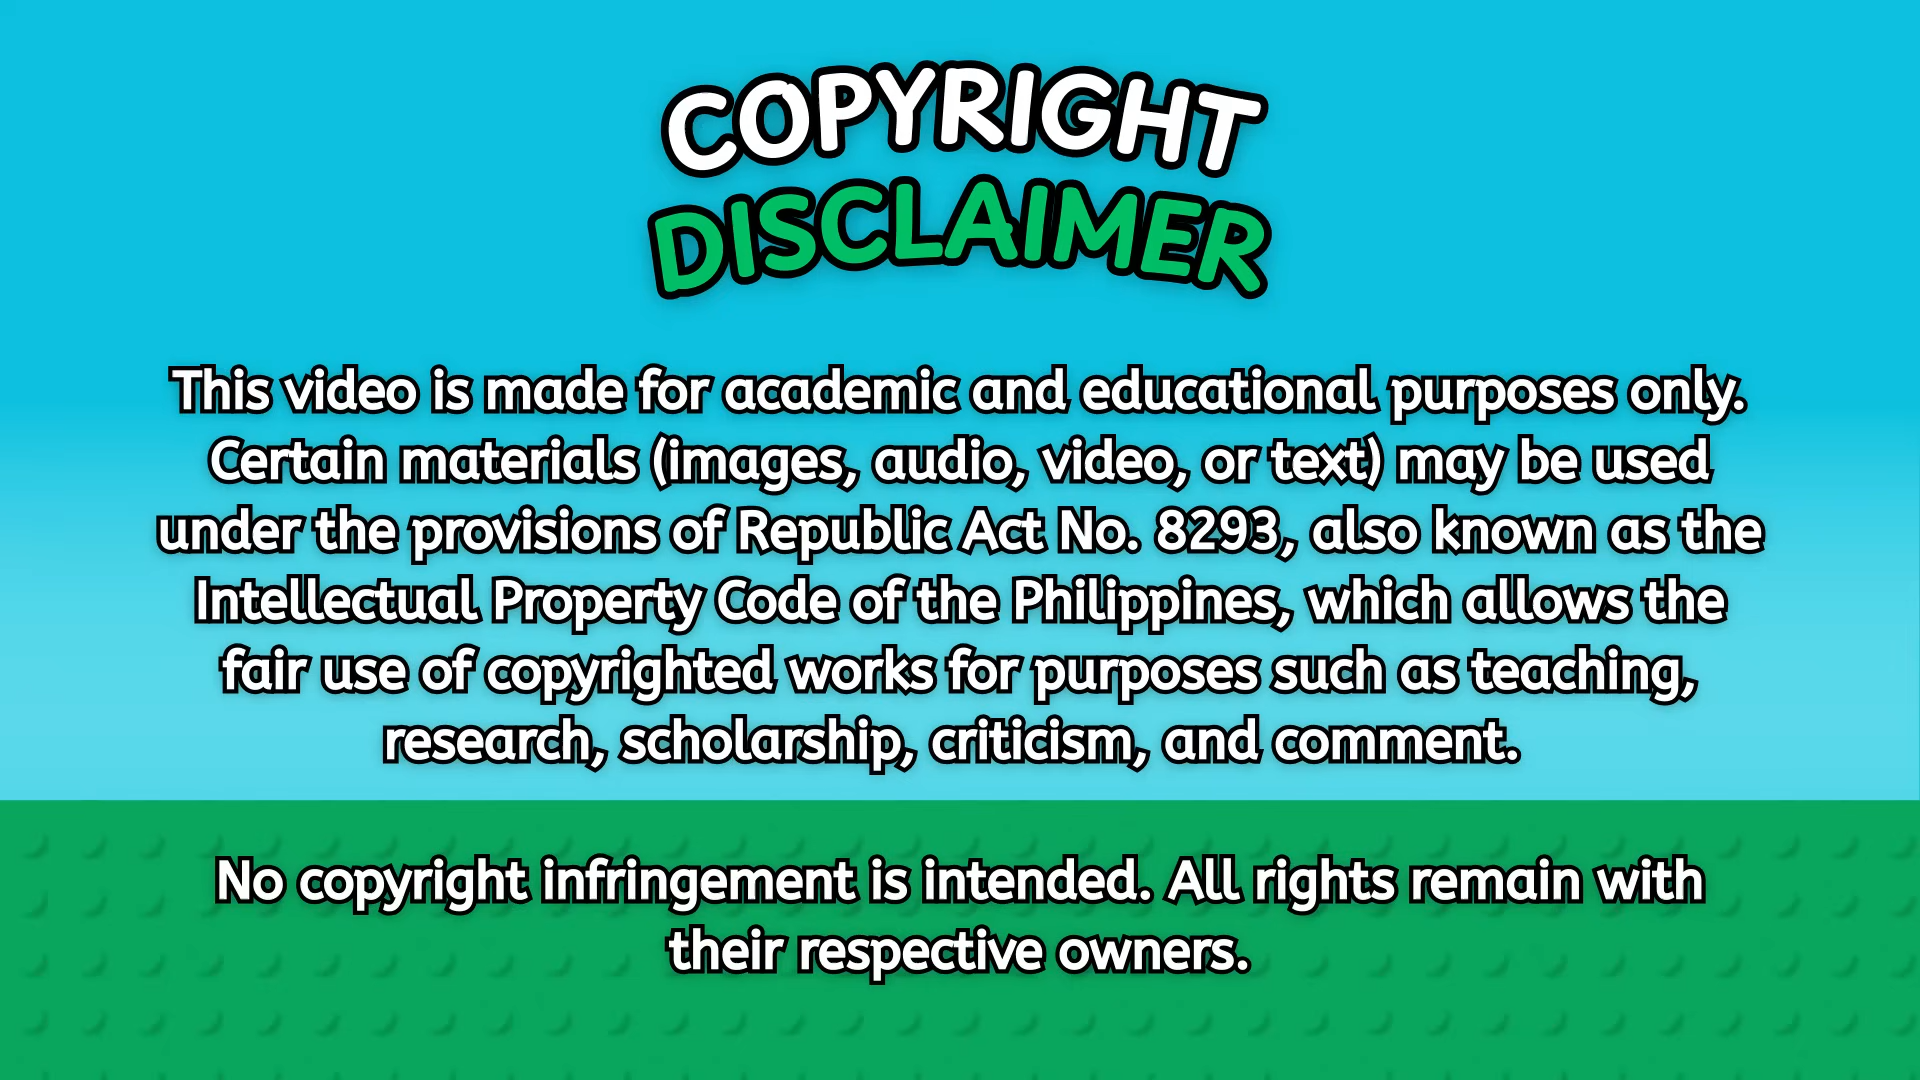 COPYRIGHT
DISCLAIMER
This video is made for academic and educational purposes only.
Certain materials (images, audio, video, or text) may be used
under the provisions of Republic Act No. 8293, also known as the
Intellectual Property Code of the Philippines, which allows the
fair use of copyrighted works for purposes such as teaching,
research, scholarship, criticism, and comment.
No copyright infringement is intended. All rights remain with
their respective owners.